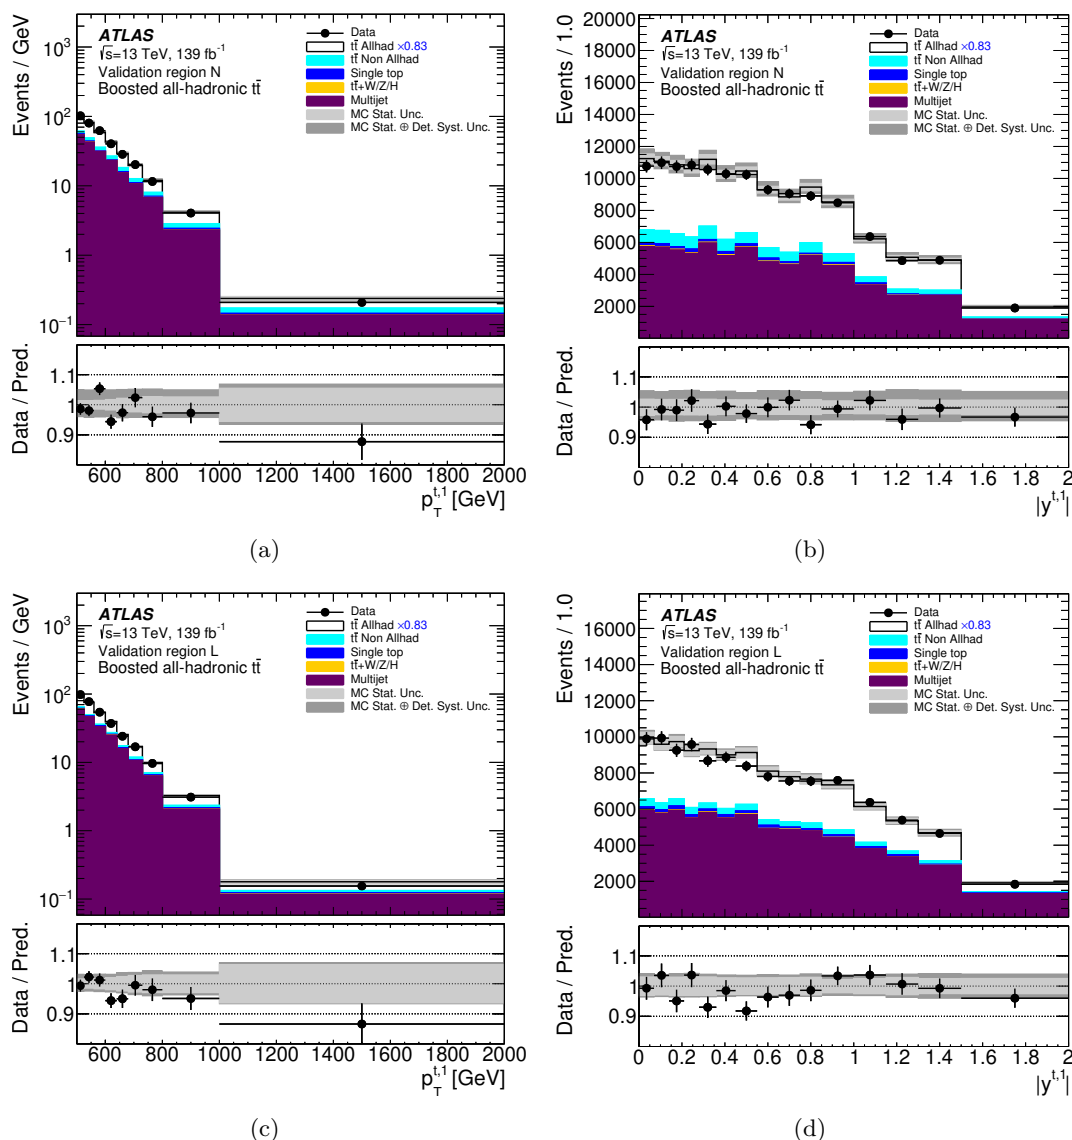 Events / GeV
10³
10²
10
1
10⁻¹
ATLAS
√s=13 TeV, 139 fb⁻¹
Validation region N
Boosted all-hadronic tt̄
Data
tt̄ Allhad ×0.83
tt̄ Non Allhad
Single top
tt̄+W/Z/H
Multijet
MC Stat. Unc.
MC Stat. ⊕ Det. Syst. Unc.
Data / Pred.
1.1
1
0.9
600 800 1000 1200 1400 1600 1800 2000
p_T^{t,1} [GeV]
(a)
Events / 1.0
20000
18000
16000
14000
12000
10000
8000
6000
4000
2000
ATLAS
√s=13 TeV, 139 fb⁻¹
Validation region N
Boosted all-hadronic tt̄
Data
tt̄ Allhad ×0.83
tt̄ Non Allhad
Single top
tt̄+W/Z/H
Multijet
MC Stat. Unc.
MC Stat. ⊕ Det. Syst. Unc.
Data / Pred.
1.1
1
0.9
0 0.2 0.4 0.6 0.8 1 1.2 1.4 1.6 1.8 2
|y^{t,1}|
(b)
Events / GeV
10³
10²
10
1
10⁻¹
ATLAS
√s=13 TeV, 139 fb⁻¹
Validation region L
Boosted all-hadronic tt̄
Data
tt̄ Allhad ×0.83
tt̄ Non Allhad
Single top
tt̄+W/Z/H
Multijet
MC Stat. Unc.
MC Stat. ⊕ Det. Syst. Unc.
Data / Pred.
1.1
1
0.9
600 800 1000 1200 1400 1600 1800 2000
p_T^{t,1} [GeV]
(c)
Events / 1.0
16000
14000
12000
10000
8000
6000
4000
2000
ATLAS
√s=13 TeV, 139 fb⁻¹
Validation region L
Boosted all-hadronic tt̄
Data
tt̄ Allhad ×0.83
tt̄ Non Allhad
Single top
tt̄+W/Z/H
Multijet
MC Stat. Unc.
MC Stat. ⊕ Det. Syst. Unc.
Data / Pred.
1.1
1
0.9
0 0.2 0.4 0.6 0.8 1 1.2 1.4 1.6 1.8 2
|y^{t,1}|
(d)